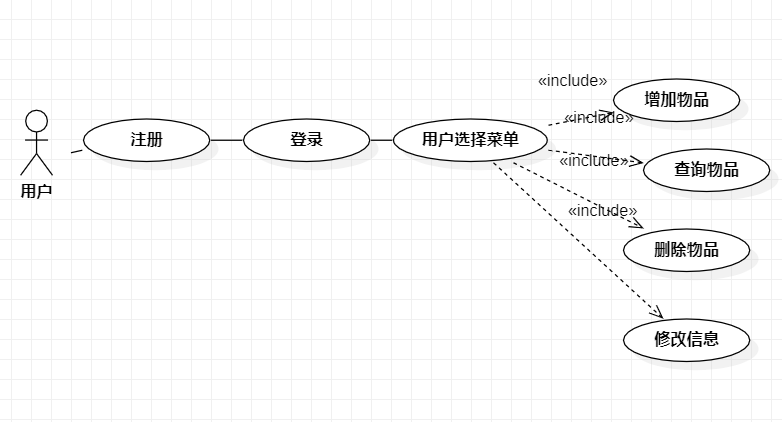 «include»
增加物品
«include»
注册
登录
用户选择菜单
«include»
查询物品
用户
«include»
删除物品
修改信息